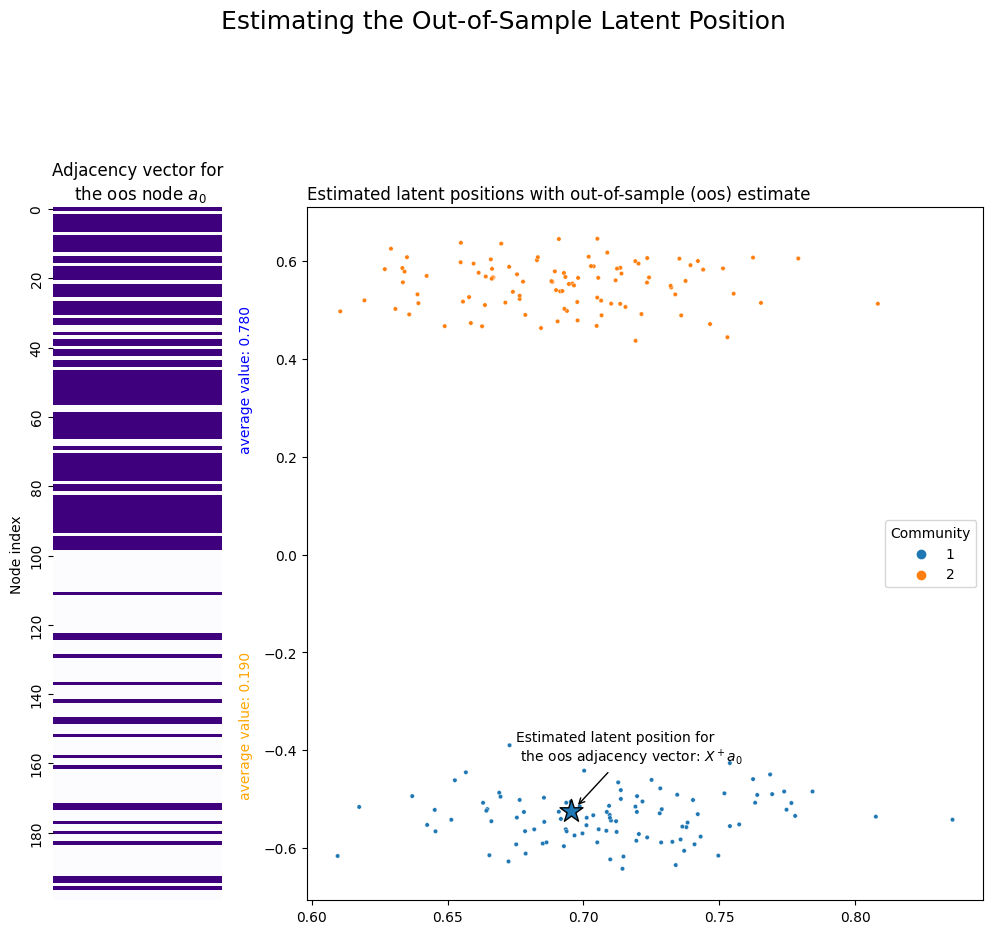 Estimating the Out-of-Sample Latent Position
Adjacency vector for
the oos node a₀
Node index
0
20
40
60
80
100
120
140
160
180
average value: 0.780
average value: 0.190
Estimated latent positions with out-of-sample (oos) estimate
0.6
0.4
0.2
0.0
−0.2
−0.4
−0.6
0.60
0.65
0.70
0.75
0.80
Community
1
2
Estimated latent position for
the oos adjacency vector: X⁺a₀